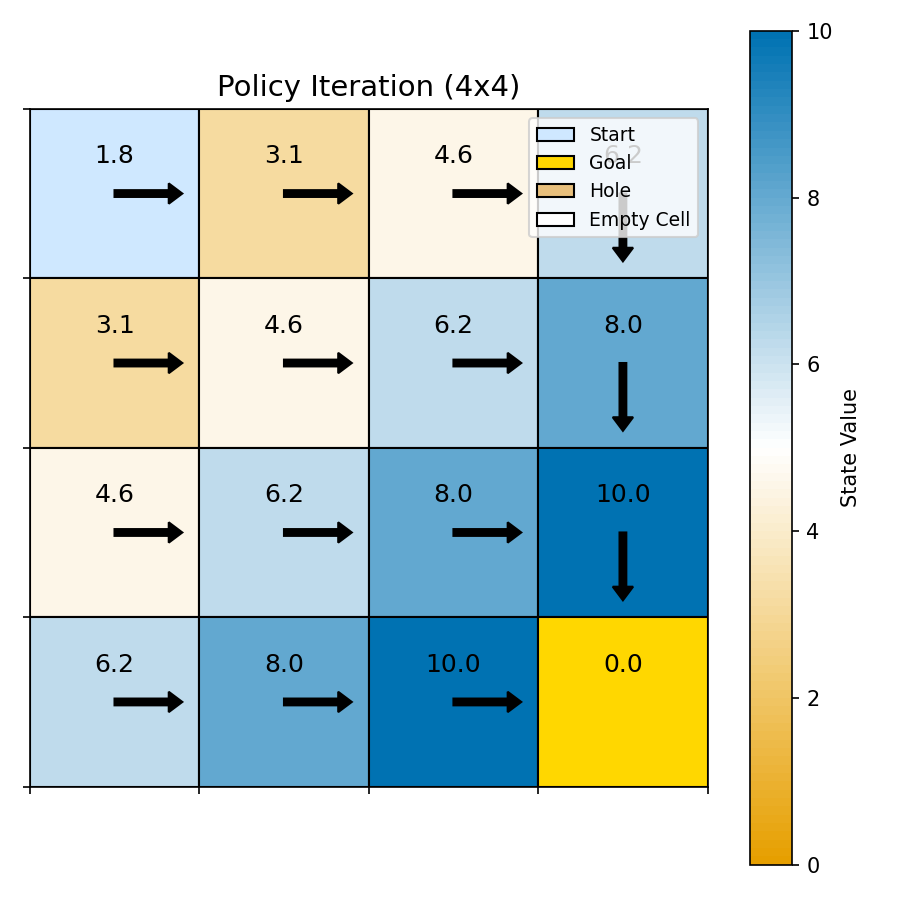 Policy Iteration (4x4)
1.8 3.1 4.6 6.2
Start
Goal
Hole
Empty Cell
3.1 4.6 6.2 8.0
4.6 6.2 8.0 10.0
6.2 8.0 10.0 0.0
10
8
6
4
2
0
State Value